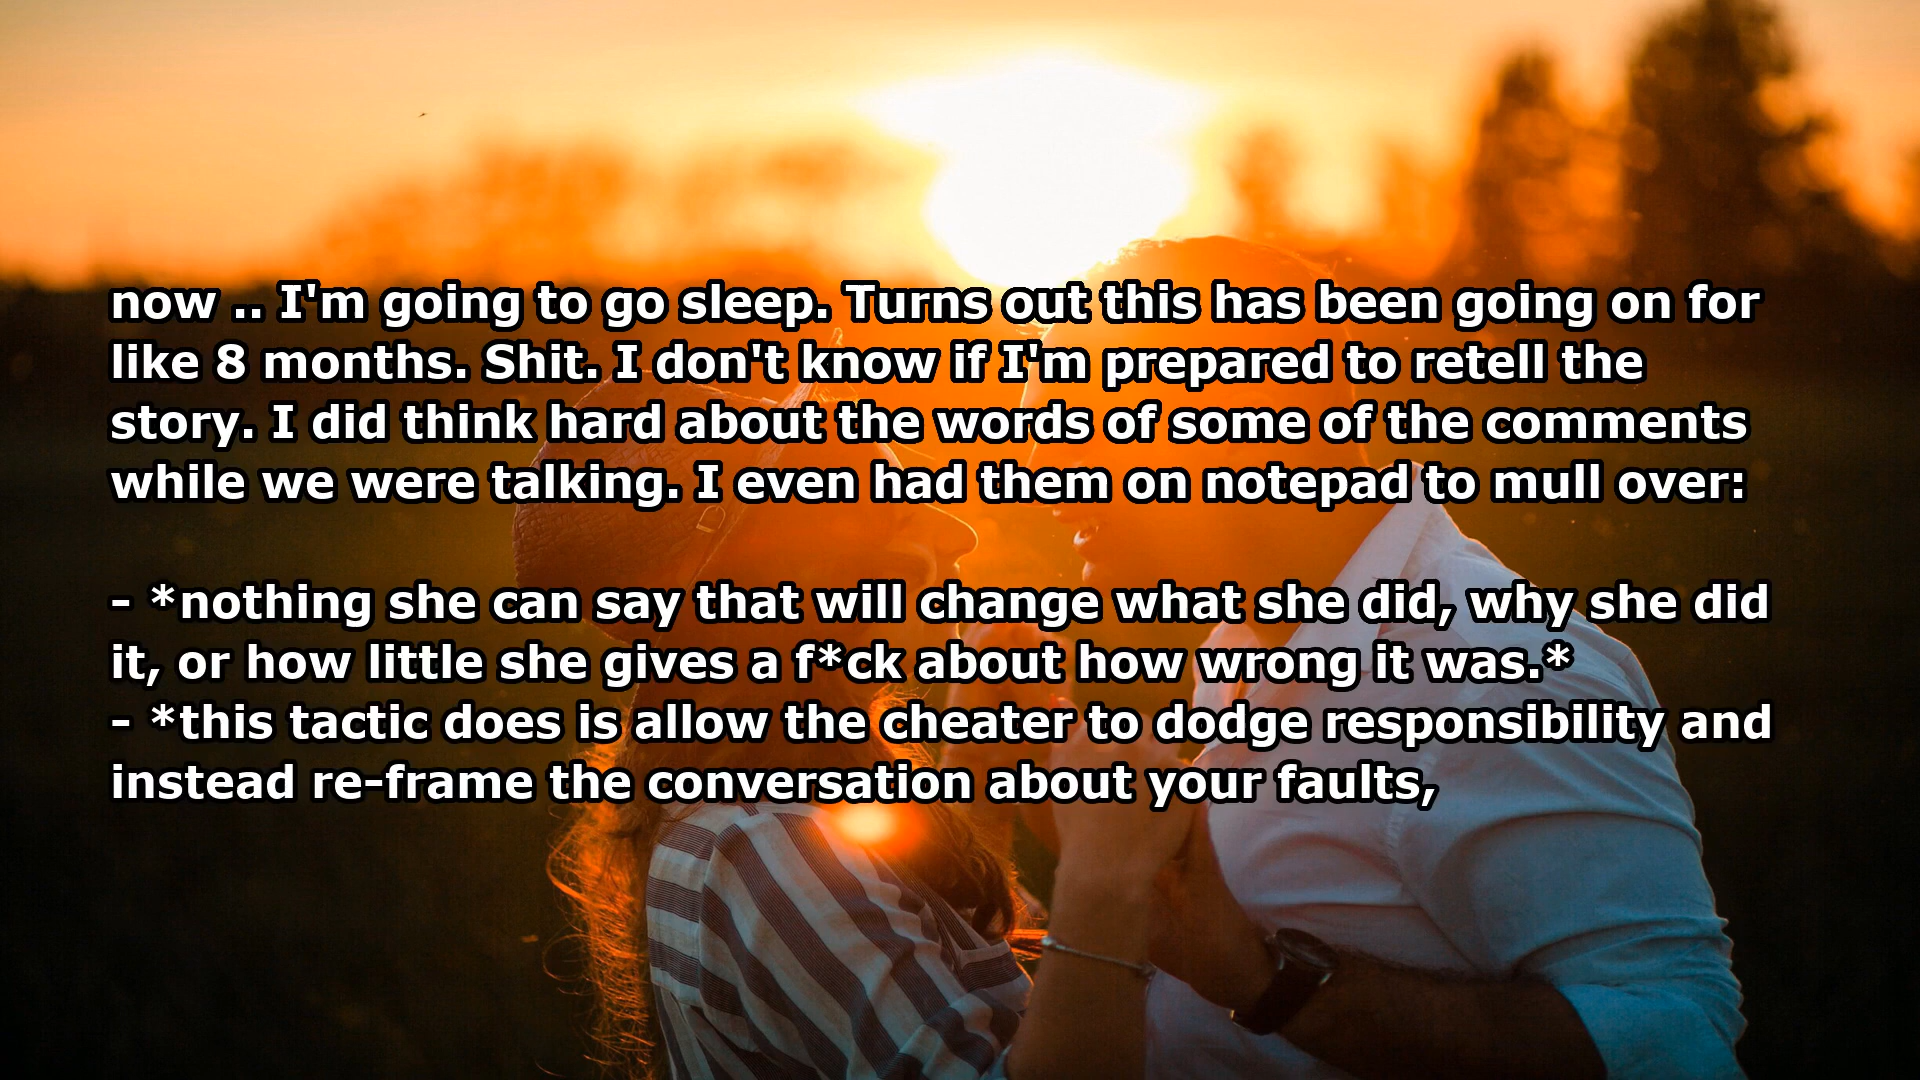 now .. I'm going to go sleep. Turns out this has been going on for
like 8 months. Shit. I don't know if I'm prepared to retell the
story. I did think hard about the words of some of the comments
while we were talking. I even had them on notepad to mull over:
- *nothing she can say that will change what she did, why she did
it, or how little she gives a f*ck about how wrong it was.*
- *this tactic does is allow the cheater to dodge responsibility and
instead re-frame the conversation about your faults,